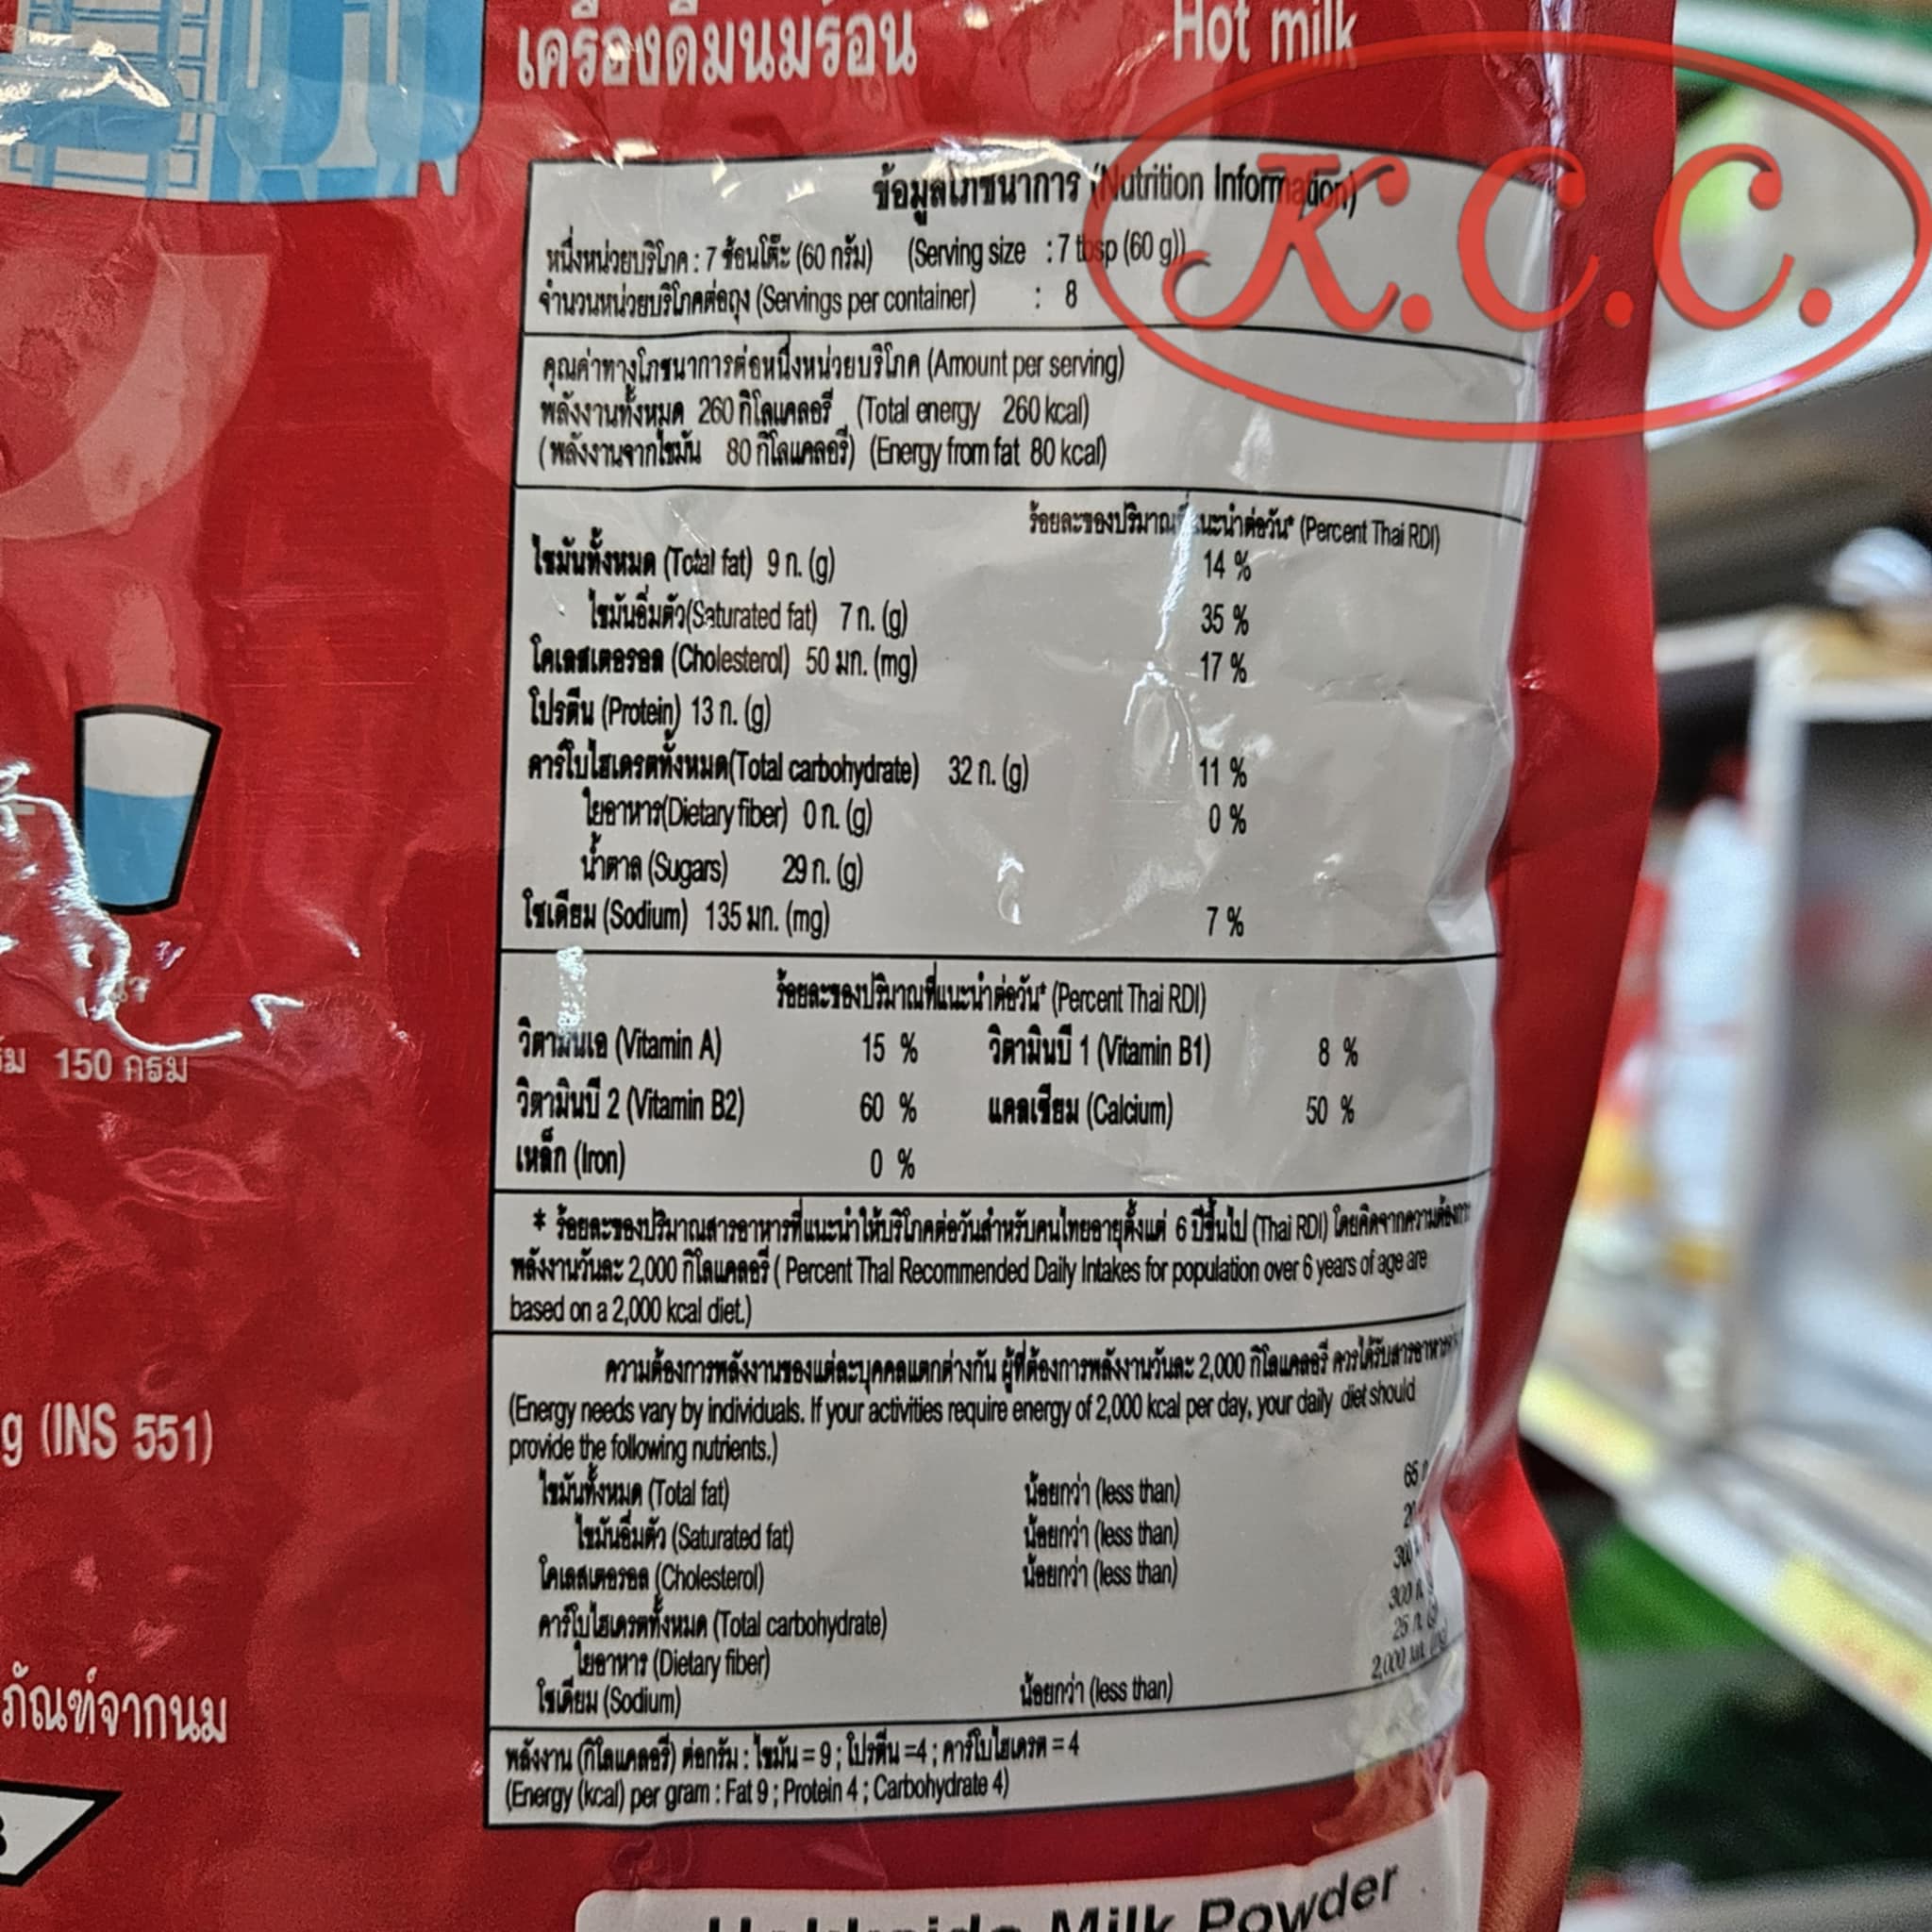 เครื่องดื่มนมร้อน Hot milk
K.C.C.
ข้อมูลโภชนาการ (Nutrition Information)
หนึ่งหน่วยบริโภค : 7 ช้อนโต๊ะ (60 กรัม) (Serving size : 7 tbsp (60 g))
จำนวนหน่วยบริโภคต่อถุง (Servings per container) : 8
คุณค่าทางโภชนาการต่อหนึ่งหน่วยบริโภค (Amount per serving)
พลังงานทั้งหมด 260 กิโลแคลอรี (Total energy 260 kcal)
(พลังงานจากไขมัน 80 กิโลแคลอรี) (Energy from fat 80 kcal)
ร้อยละของปริมาณที่แนะนำต่อวัน* (Percent Thai RDI)
ไขมันทั้งหมด (Total fat) 9 ก. (g) 14 %
ไขมันอิ่มตัว(Saturated fat) 7 ก. (g) 35 %
โคเลสเตอรอล (Cholesterol) 50 มก. (mg) 17 %
โปรตีน (Protein) 13 ก. (g)
คาร์โบไฮเดรตทั้งหมด(Total carbohydrate) 32 ก. (g) 11 %
ใยอาหาร(Dietary fiber) 0 ก. (g) 0 %
น้ำตาล (Sugars) 29 ก. (g)
โซเดียม (Sodium) 135 มก. (mg) 7 %
ร้อยละของปริมาณที่แนะนำต่อวัน* (Percent Thai RDI)
วิตามินเอ (Vitamin A) 15 % วิตามินบี 1 (Vitamin B1) 8 %
วิตามินบี 2 (Vitamin B2) 60 % แคลเซียม (Calcium) 50 %
เหล็ก (Iron) 0 %
* ร้อยละของปริมาณสารอาหารที่แนะนำให้บริโภคต่อวันสำหรับคนไทยอายุตั้งแต่ 6 ปีขึ้นไป (Thai RDI) โดยคิดจากความต้องการ
พลังงานวันละ 2,000 กิโลแคลอรี ( Percent Thai Recommended Daily Intakes for population over 6 years of age are
based on a 2,000 kcal diet.)
ความต้องการพลังงานของแต่ละบุคคลแตกต่างกัน ผู้ที่ต้องการพลังงานวันละ 2,000 กิโลแคลอรี ควรได้รับสารอาหาร
(Energy needs vary by individuals. If your activities require energy of 2,000 kcal per day, your daily diet should
provide the following nutrients.)
ไขมันทั้งหมด (Total fat) น้อยกว่า (less than) 65
ไขมันอิ่มตัว (Saturated fat) น้อยกว่า (less than)
โคเลสเตอรอล (Cholesterol) น้อยกว่า (less than) 300
คาร์โบไฮเดรตทั้งหมด (Total carbohydrate) 300 ก.
ใยอาหาร (Dietary fiber) 25 ก.
โซเดียม (Sodium) น้อยกว่า (less than) 2,000 มก.
พลังงาน (กิโลแคลอรี) ต่อกรัม : ไขมัน = 9 ; โปรตีน =4 ; คาร์โบไฮเดรต = 4
(Energy (kcal) per gram : Fat 9 ; Protein 4 ; Carbohydrate 4)
150 กรัม
g (INS 551)
ภัณฑ์จากนม
Milk Powder